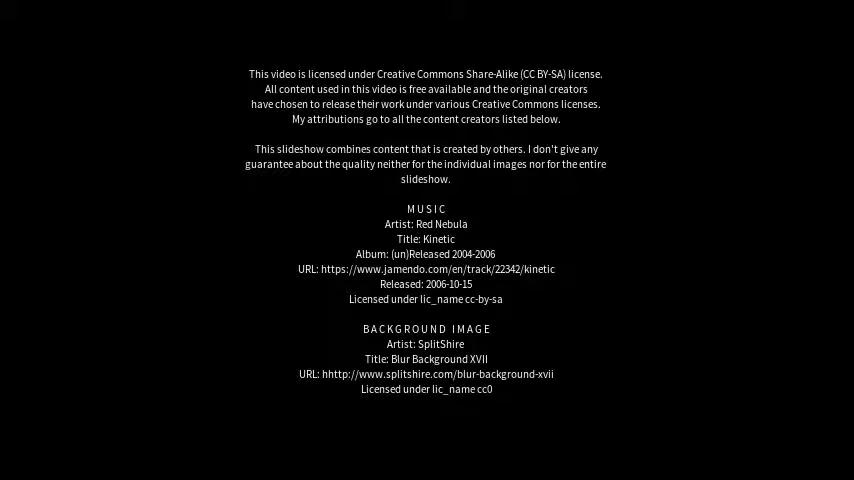 This video is licensed under Creative Commons Share-Alike (CC BY-SA) license.
All content used in this video is free available and the original creators
have chosen to release their work under various Creative Commons licenses.
My attributions go to all the content creators listed below.
This slideshow combines content that is created by others. I don't give any
guarantee about the quality neither for the individual images nor for the entire
slideshow.
MUSIC
Artist: Red Nebula
Title: Kinetic
Album: (un)Released 2004-2006
URL: https://www.jamendo.com/en/track/22342/kinetic
Released: 2006-10-15
Licensed under lic_name cc-by-sa
BACKGROUND IMAGE
Artist: SplitShire
Title: Blur Background XVII
URL: hhttp://www.splitshire.com/blur-background-xvii
Licensed under lic_name cc0